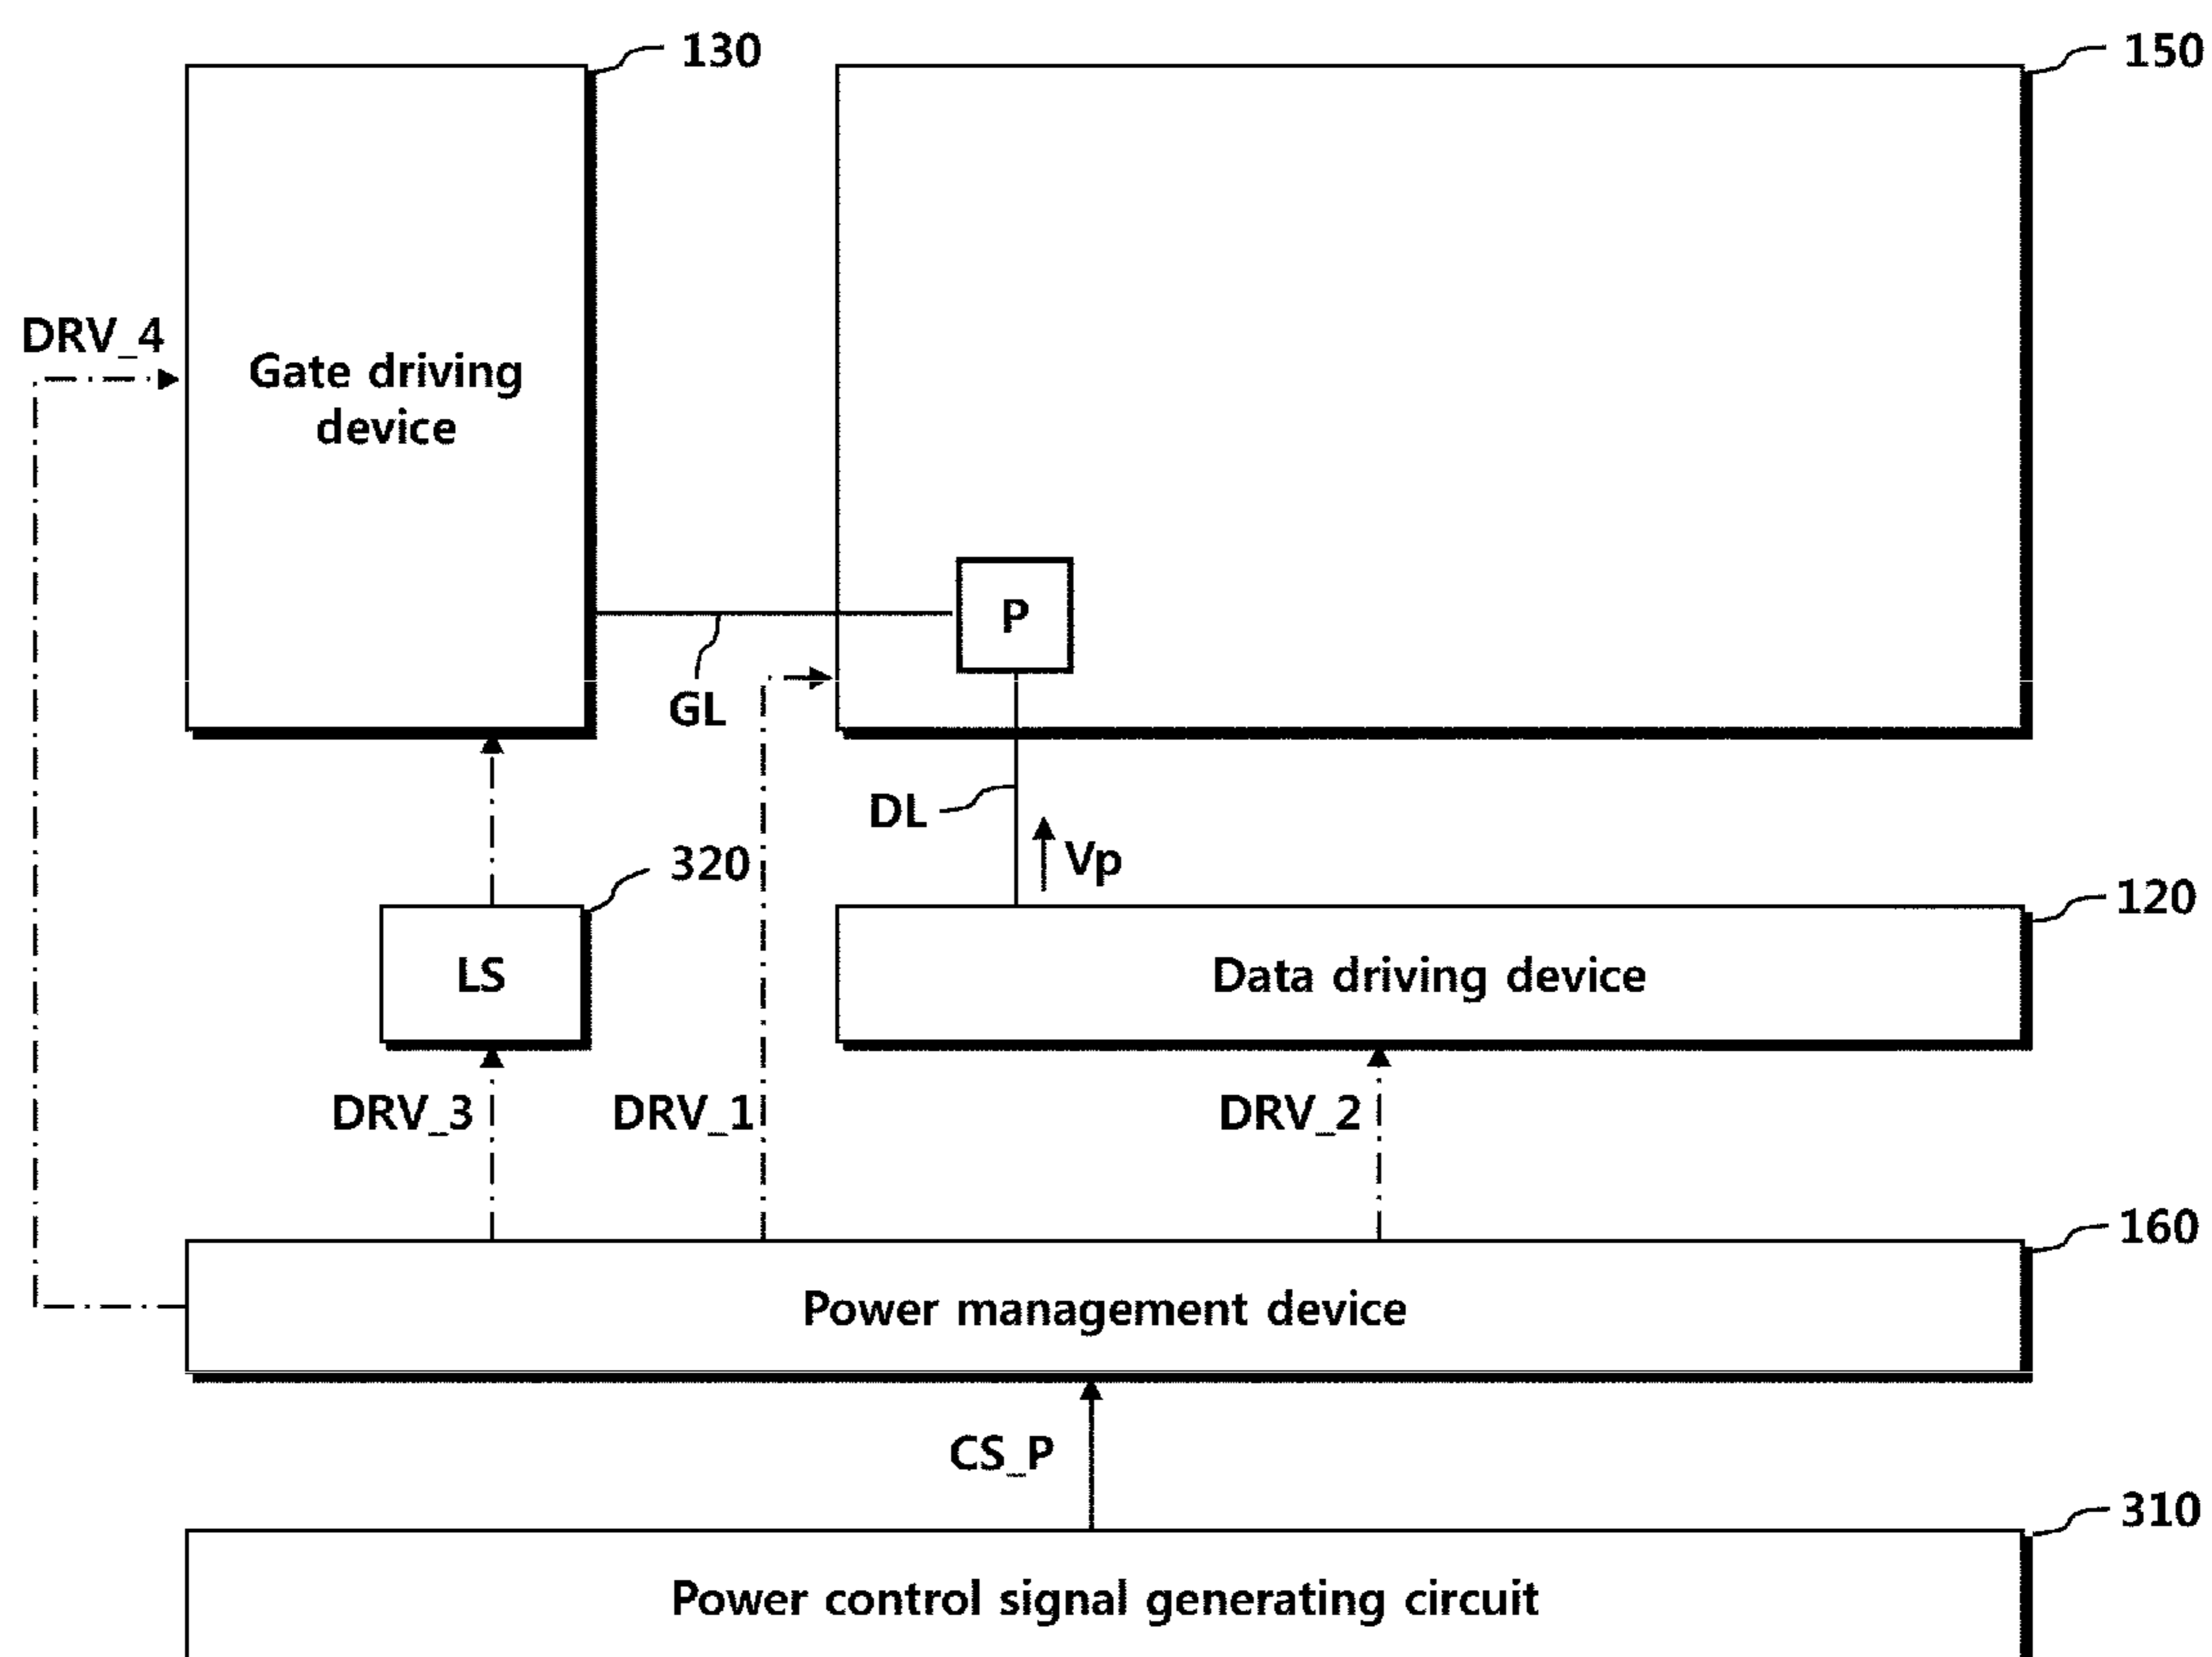 130
150
DRV_4
Gate driving
device
P
GL
DL
Vp
320
120
LS
Data driving device
DRV_3
DRV_1
DRV_2
160
Power management device
CS_P
310
Power control signal generating circuit